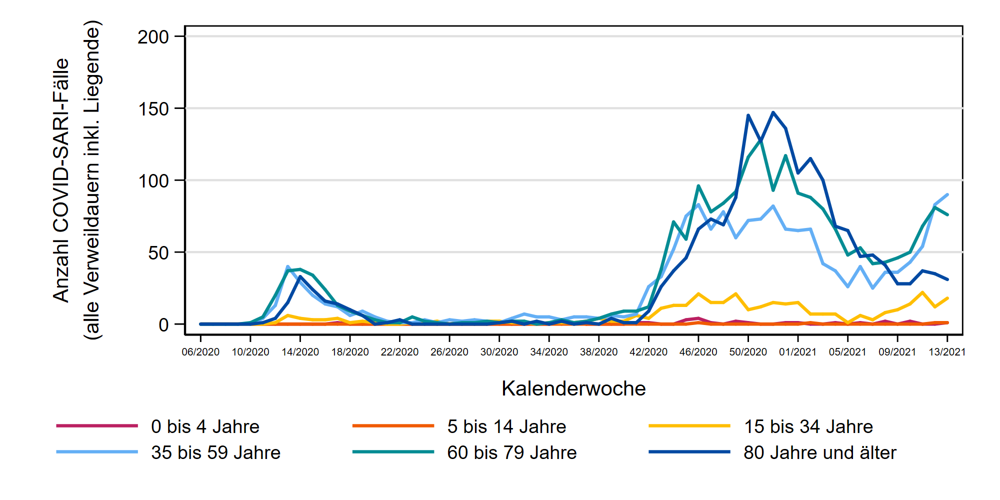 Anzahl COVID-SARI-Fälle
(alle Verweildauern inkl. Liegende)
200
150
100
50
0
06/2020 10/2020 14/2020 18/2020 22/2020 26/2020 30/2020 34/2020 38/2020 42/2020 46/2020 50/2020 01/2021 05/2021 09/2021 13/2021
Kalenderwoche
0 bis 4 Jahre 5 bis 14 Jahre 15 bis 34 Jahre
35 bis 59 Jahre 60 bis 79 Jahre 80 Jahre und älter